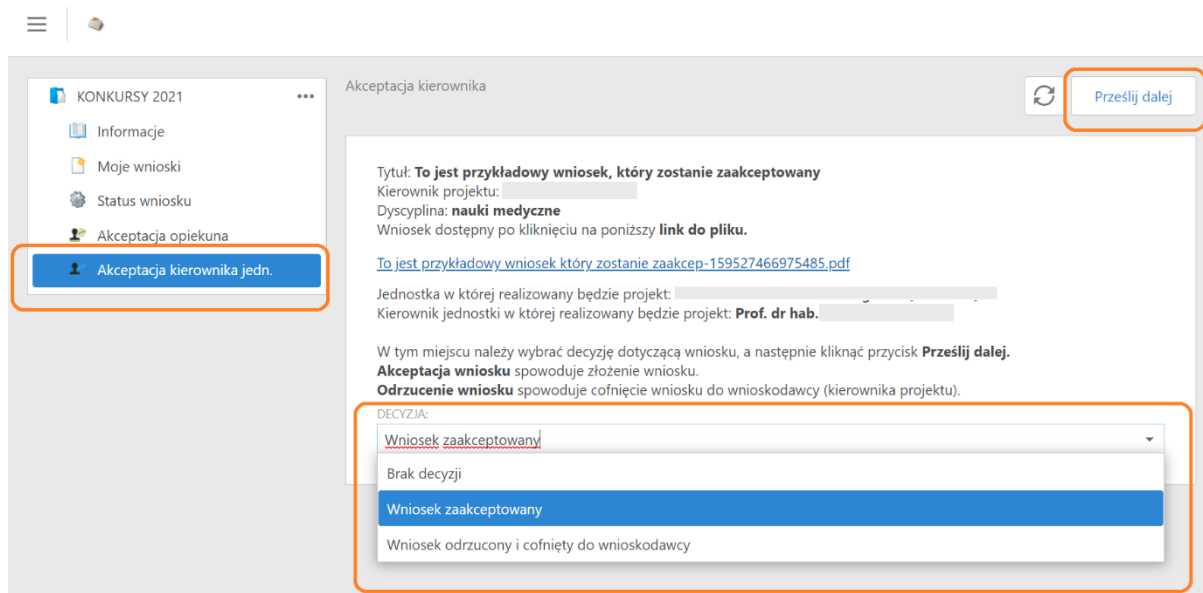 KONKURSY 2021
Informacje
Moje wnioski
Status wniosku
Akceptacja opiekuna
Akceptacja kierownika jedn.
Akceptacja kierownika
Prześlij dalej
Tytuł: To jest przykładowy wniosek, który zostanie zaakceptowany
Kierownik projektu:
Dyscyplina: nauki medyczne
Wniosek dostępny po kliknięciu na poniższy link do pliku.
To jest przykładowy wniosek który zostanie zaakcep-159527466975485.pdf
Jednostka w której realizowany będzie projekt:
Kierownik jednostki w której realizowany będzie projekt: Prof. dr hab.
W tym miejscu należy wybrać decyzję dotyczącą wniosku, a następnie kliknąć przycisk Prześlij dalej.
Akceptacja wniosku spowoduje złożenie wniosku.
Odrzucenie wniosku spowoduje cofnięcie wniosku do wnioskodawcy (kierownika projektu).
DECYZJA:
Wniosek zaakceptowany
Brak decyzji
Wniosek zaakceptowany
Wniosek odrzucony i cofnięty do wnioskodawcy